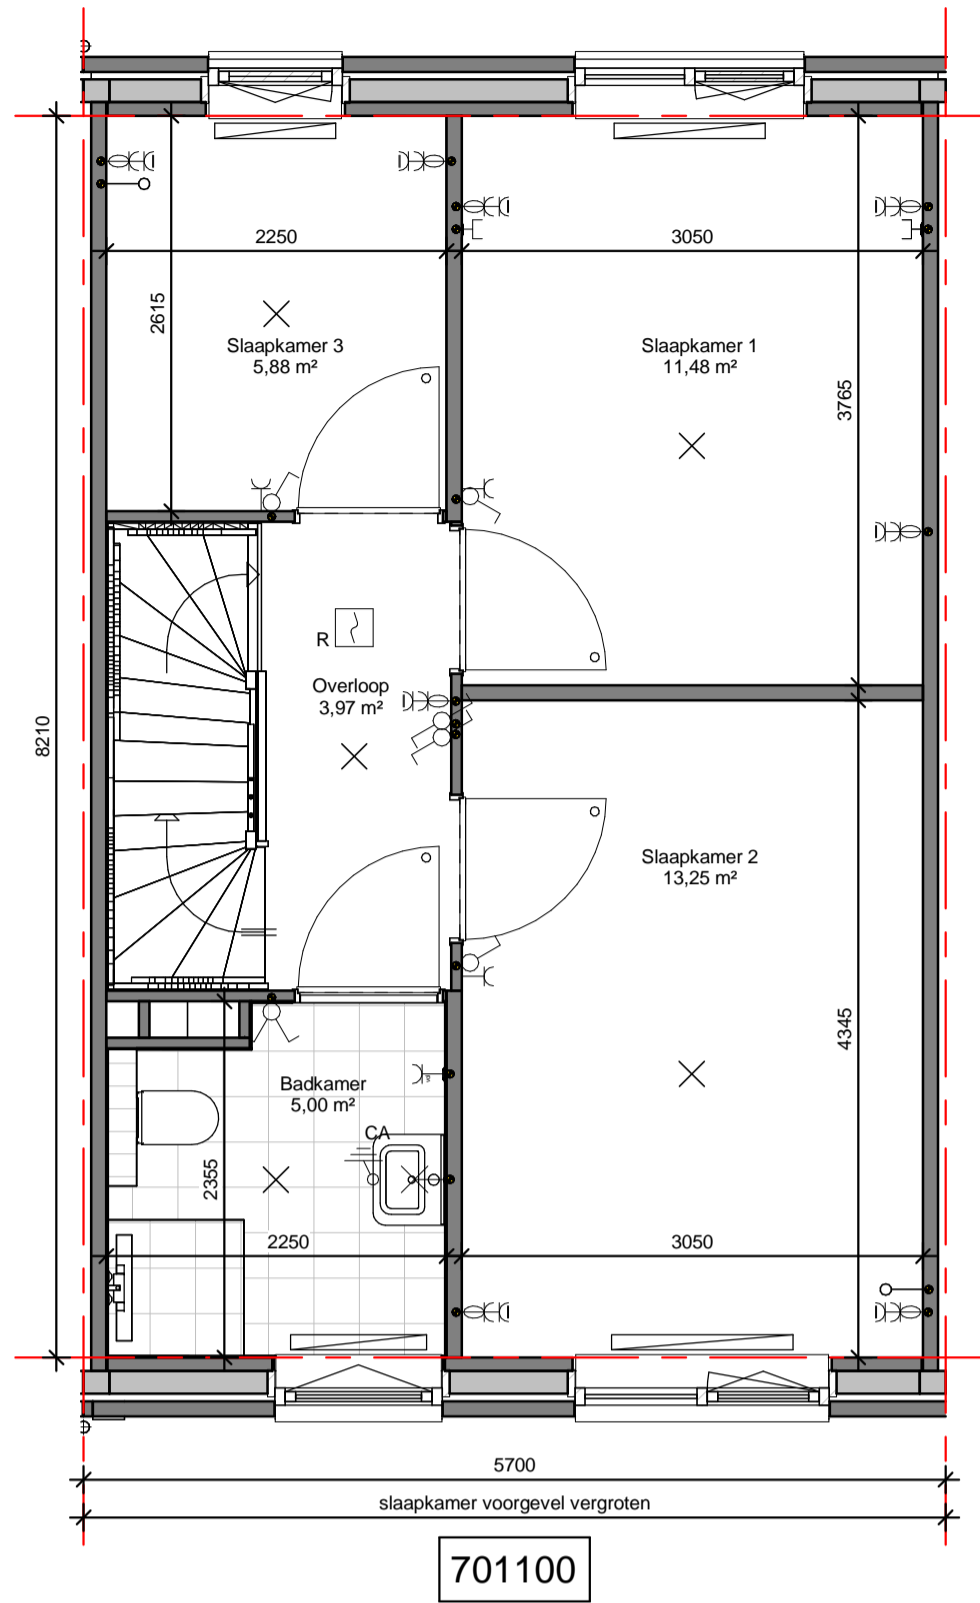 2250
3050
2615
Slaapkamer 3
5,88 m²
Slaapkamer 1
11,48 m²
3765
R
Overloop
3,97 m²
8210
Slaapkamer 2
13,25 m²
4345
Badkamer
5,00 m²
CA
2355
2250
3050
5700
slaapkamer voorgevel vergroten
701100